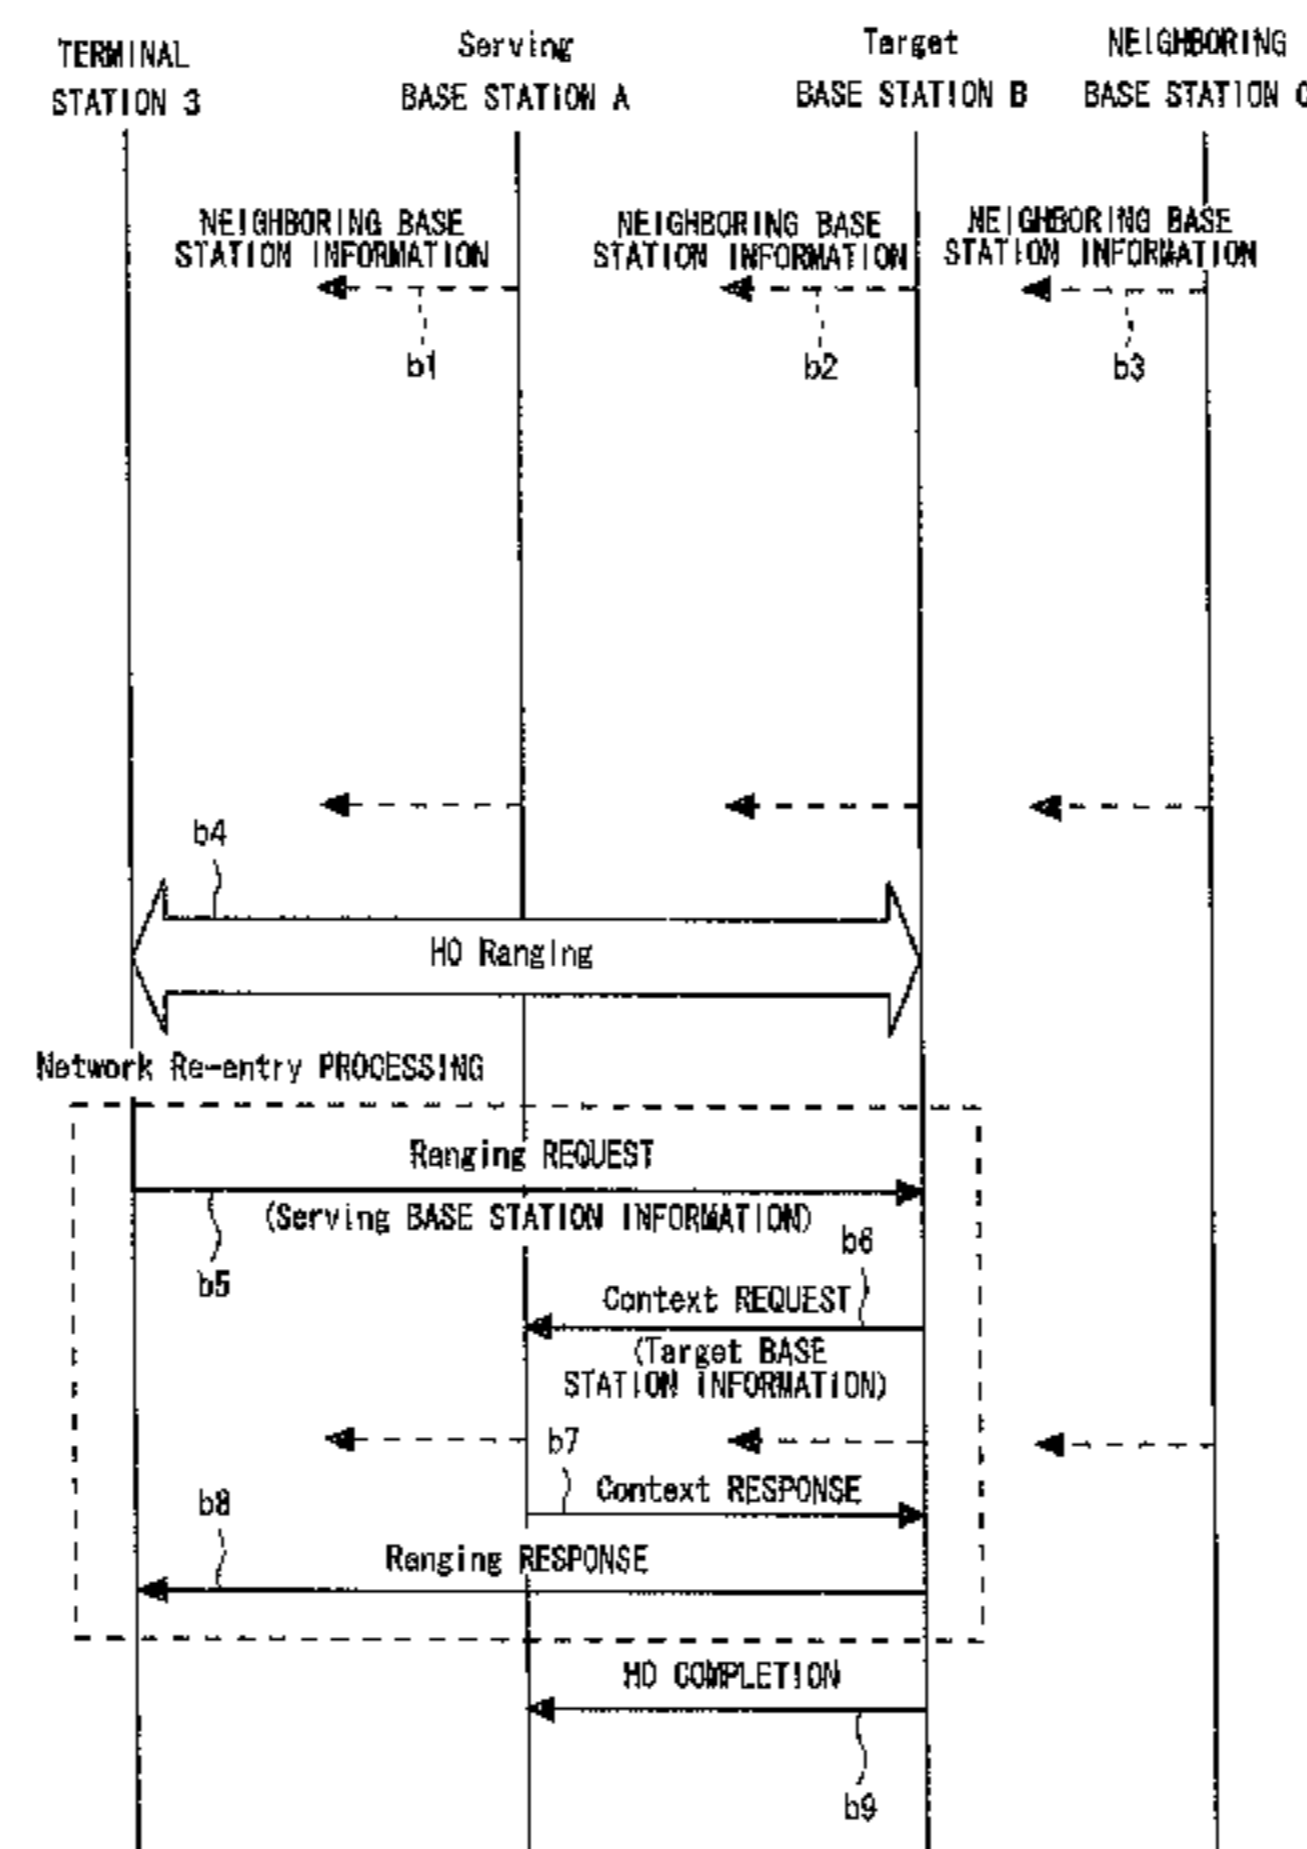 TERMINAL
STATION 3
Serving
BASE STATION A
Target
BASE STATION B
NEIGHBORING
BASE STATION C
NEIGHBORING BASE
STATION INFORMATION
NEIGHBORING BASE
STATION INFORMATION
NEIGHBORING BASE
STATION INFORMATION
b1
b2
b3
b4
HO Ranging
Network Re-entry PROCESSING
Ranging REQUEST
(Serving BASE STATION INFORMATION)
b5
b6
Context REQUEST
(Target BASE
STATION INFORMATION)
b7
Context RESPONSE
b8
Ranging RESPONSE
HO COMPLETION
b9